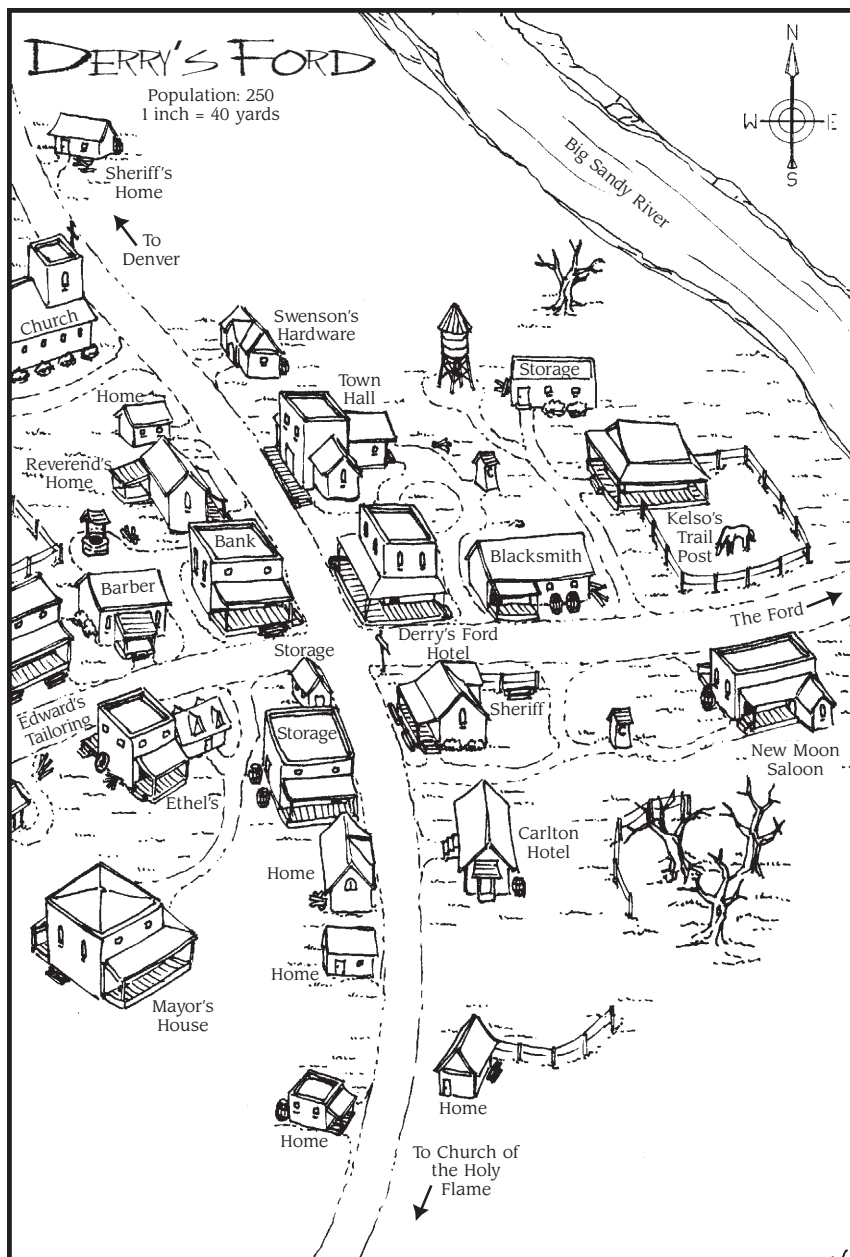 DERRY'S FORD
Population: 250
1 inch = 40 yards
N
W
E
S
Big Sandy River
Sheriff's
Home
To
Denver
Church
Swenson's
Hardware
Storage
Town
Hall
Home
Reverend's
Home
Kelso's
Trail
Post
Bank
Blacksmith
Barber
The Ford
Derry's Ford
Hotel
Storage
Edward's
Tailoring
Sheriff
Storage
New Moon
Saloon
Ethel's
Carlton
Hotel
Home
Home
Mayor's
House
Home
Home
To Church of
the Holy
Flame